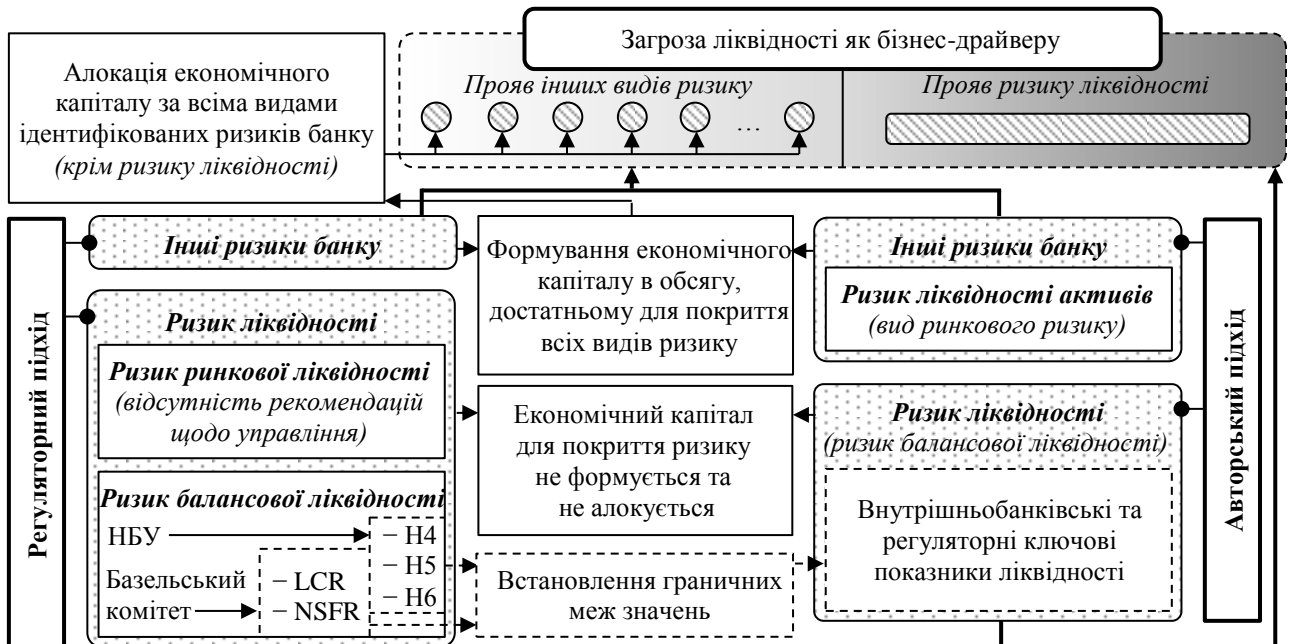 Загроза ліквідності як бізнес-драйверу
Алокація економічного
капіталу за всіма видами
ідентифікованих ризиків банку
(крім ризику ліквідності)
Прояв інших видів ризику
...
Прояв ризику ліквідності
Регуляторний підхід
Інші ризики банку
Формування економічного
капіталу в обсягу,
достатньому для покриття
всіх видів ризику
Інші ризики банку
Ризик ліквідності активів
(вид ринкового ризику)
Авторський підхід
Ризик ліквідності
Ризик ринкової ліквідності
(відсутність рекомендацій
щодо управління)
Економічний капітал
для покриття ризику
не формується та
не алокується
Ризик ліквідності
(ризик балансової ліквідності)
Ризик балансової ліквідності
НБУ
– Н4
– Н5
– Н6
Базельський
комітет
– LCR
– NSFR
Встановлення граничних
меж значень
Внутрішньобанківські та
регуляторні ключові
показники ліквідності